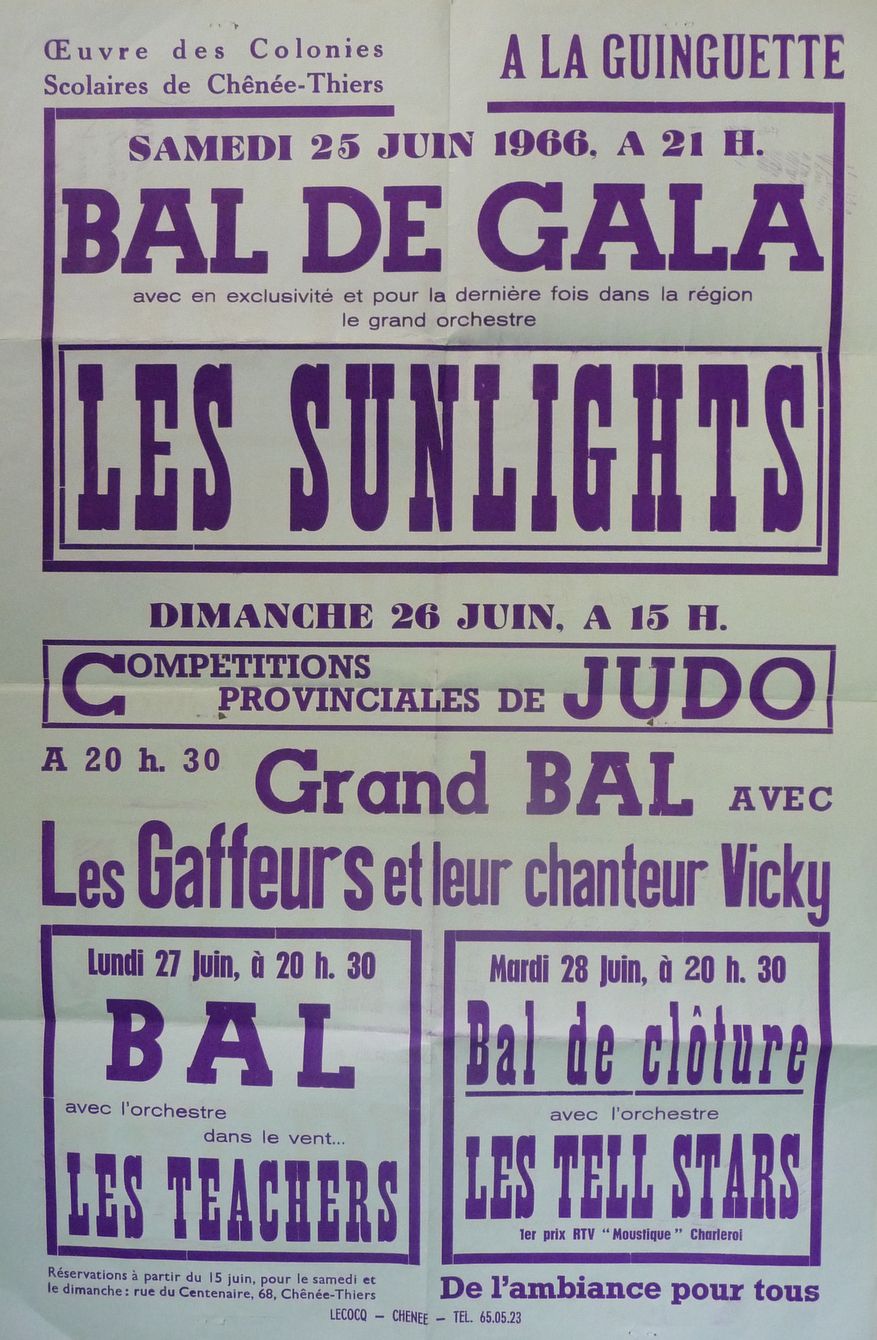 Œuvre des Colonies
Scolaires de Chênée-Thiers
A LA GUINGUETTE
SAMEDI 25 JUIN 1966, A 21 H.
BAL DE GALA
avec en exclusivité et pour la dernière fois dans la région
le grand orchestre
LES SUNLIGHTS
DIMANCHE 26 JUIN, A 15 H.
COMPETITIONS
PROVINCIALES DE JUDO
A 20 h. 30 Grand BAL AVEC
Les Gaffeurs et leur chanteur Vicky
Lundi 27 Juin, à 20 h. 30
BAL
avec l'orchestre
dans le vent...
LES TEACHERS
Mardi 28 Juin, à 20 h. 30
Bal de clôture
avec l'orchestre
LES TELL STARS
1er prix RTV "Moustique" Charleroi
Réservations à partir du 15 juin, pour le samedi et
le dimanche : rue du Centenaire, 68, Chênée-Thiers
De l'ambiance pour tous
LECOCQ – CHENEE – TEL. 65.05.23